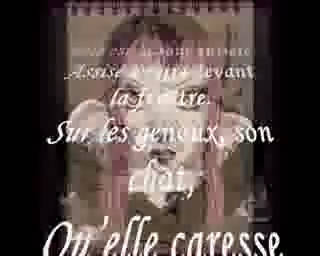 Assise devant
la fenêtre.
Sur les genoux, son
chat,
Qu'elle caresse